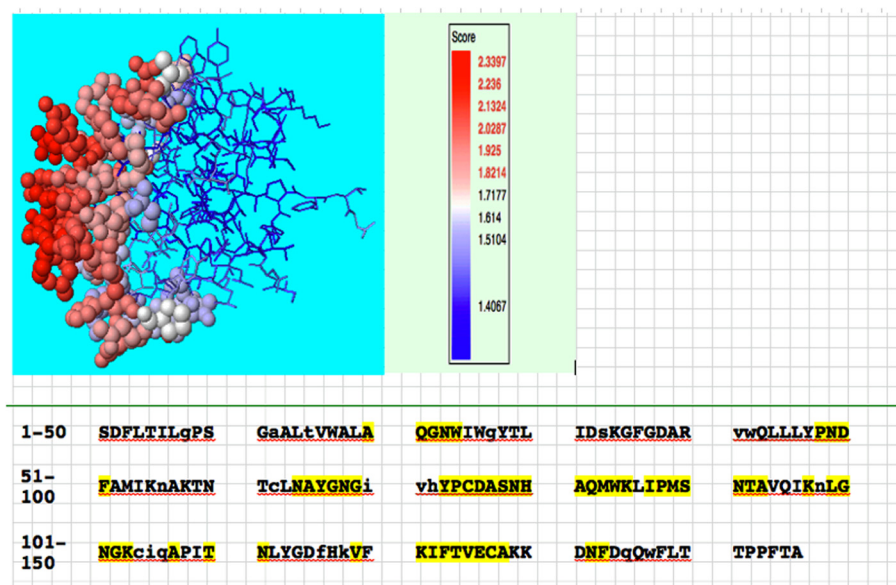 Score
2.3397
2.236
2.1324
2.0287
1.925
1.8214
1.7177
1.614
1.5104
1.4067
1-50 SDFLTILgPS GaALtVWALA QGNWIWgYTL IDsKGFGDAR vwQLLLYPND
51-100 FAMIKnAKTN TcLNAYGNGi vhYPCDASNH AQMWKLIPMS NTAVQIKnLG
101-150 NGKciqAPIT NLYGDfHkVF KIFTVECAKK DNFDqQwFLT TPPFTA